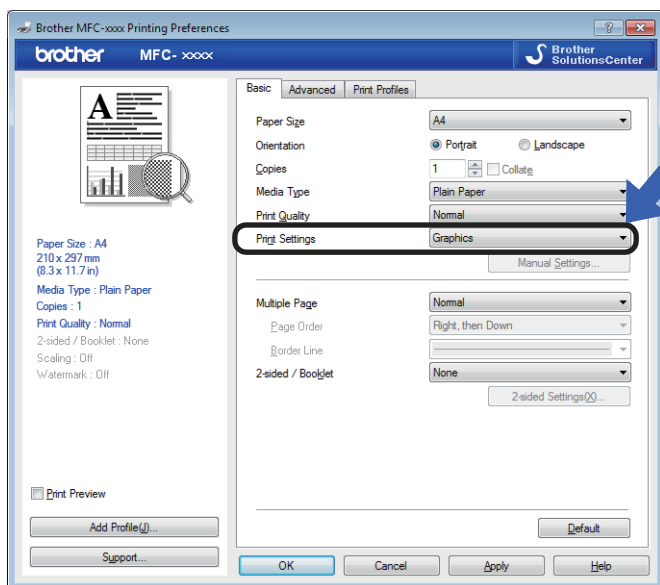 Brother MFC-xxxx Printing Preferences
brother MFC- xxxx
Brother
SolutionsCenter
Basic Advanced Print Profiles
A
Paper Size A4
Orientation Portrait Landscape
Copies 1 Collate
Media Type Plain Paper
Print Quality Normal
Print Settings Graphics
Manual Settings...
Paper Size : A4
210 x 297 mm
(8.3 x 11.7 in)
Media Type : Plain Paper
Copies : 1
Print Quality : Normal
2-sided / Booklet : None
Scaling : Off
Watermark : Off
Multiple Page Normal
Page Order Right, then Down
Border Line
2-sided / Booklet None
2-sided Settings(X)...
Print Preview
Add Profile(J)...
Support...
Default
OK Cancel Apply Help